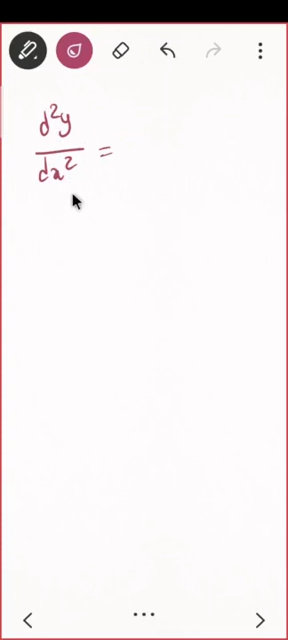 d²y/dx² =